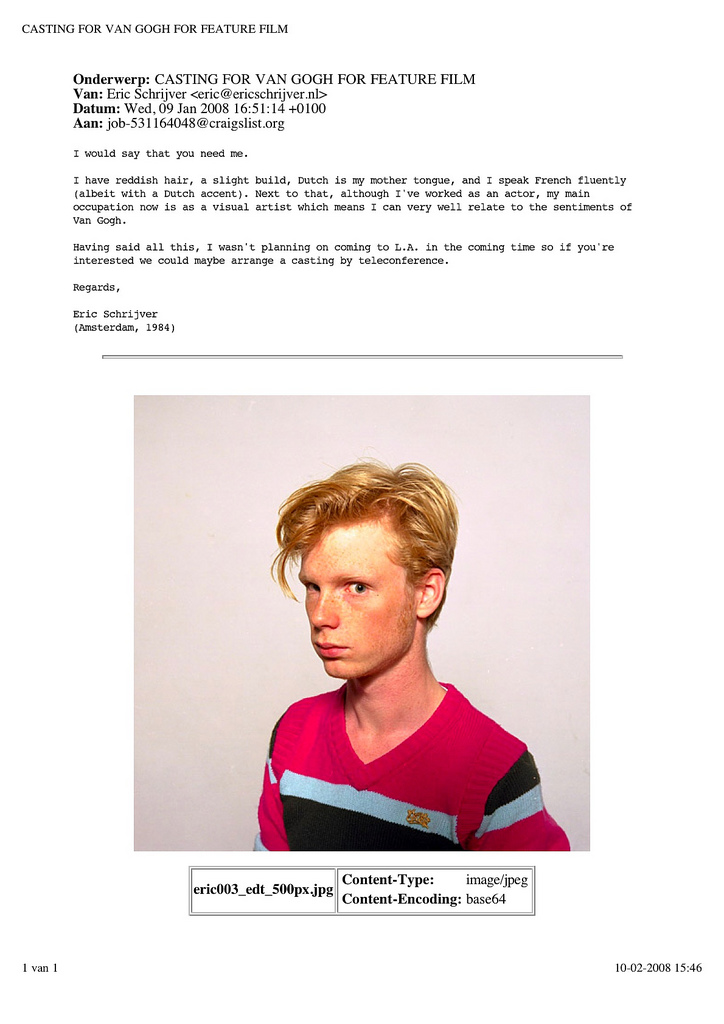 CASTING FOR VAN GOGH FOR FEATURE FILM
Onderwerp: CASTING FOR VAN GOGH FOR FEATURE FILM
Van: Eric Schrijver <eric@ericschrijver.nl>
Datum: Wed, 09 Jan 2008 16:51:14 +0100
Aan: job-531164048@craigslist.org
I would say that you need me.
I have reddish hair, a slight build, Dutch is my mother tongue, and I speak French fluently
(albeit with a Dutch accent). Next to that, although I've worked as an actor, my main
occupation now is as a visual artist which means I can very well relate to the sentiments of
Van Gogh.
Having said all this, I wasn't planning on coming to L.A. in the coming time so if you're
interested we could maybe arrange a casting by teleconference.
Regards,
Eric Schrijver
(Amsterdam, 1984)
eric003_edt_500px.jpg
Content-Type: image/jpeg
Content-Encoding: base64
1 van 1
10-02-2008 15:46